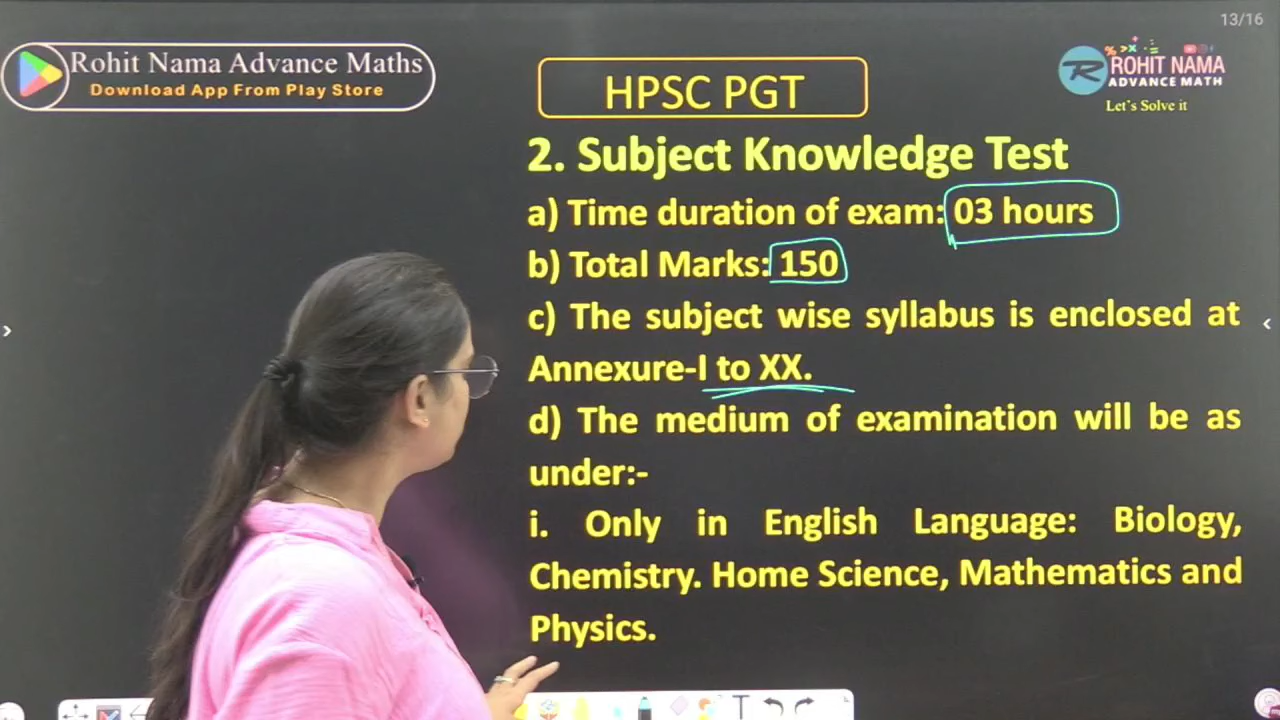 13/16
Rohit Nama Advance Maths
Download App From Play Store
HPSC PGT
ROHIT NAMA
ADVANCE MATH
Let's Solve it
2. Subject Knowledge Test
a) Time duration of exam: 03 hours
b) Total Marks: 150
c) The subject wise syllabus is enclosed at
Annexure-I to XX.
d) The medium of examination will be as
under:-
i. Only in English Language: Biology,
Chemistry. Home Science, Mathematics and
Physics.